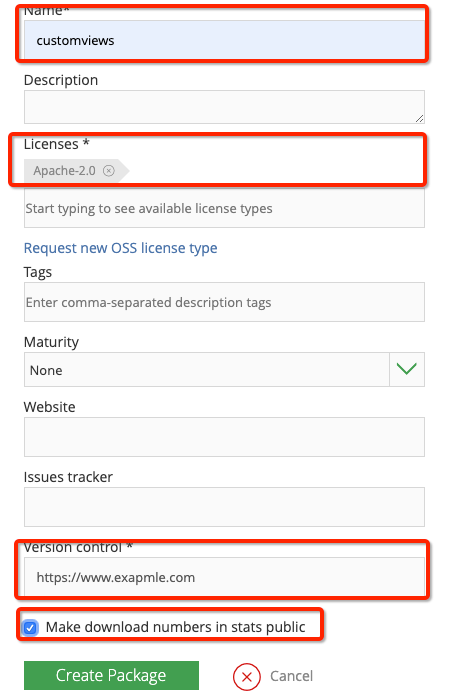 Name*
customviews
Description
Licenses *
Apache-2.0
Start typing to see available license types
Request new OSS license type
Tags
Enter comma-separated description tags
Maturity
None
Website
Issues tracker
Version control *
https://www.exapmle.com
Make download numbers in stats public
Create Package
Cancel